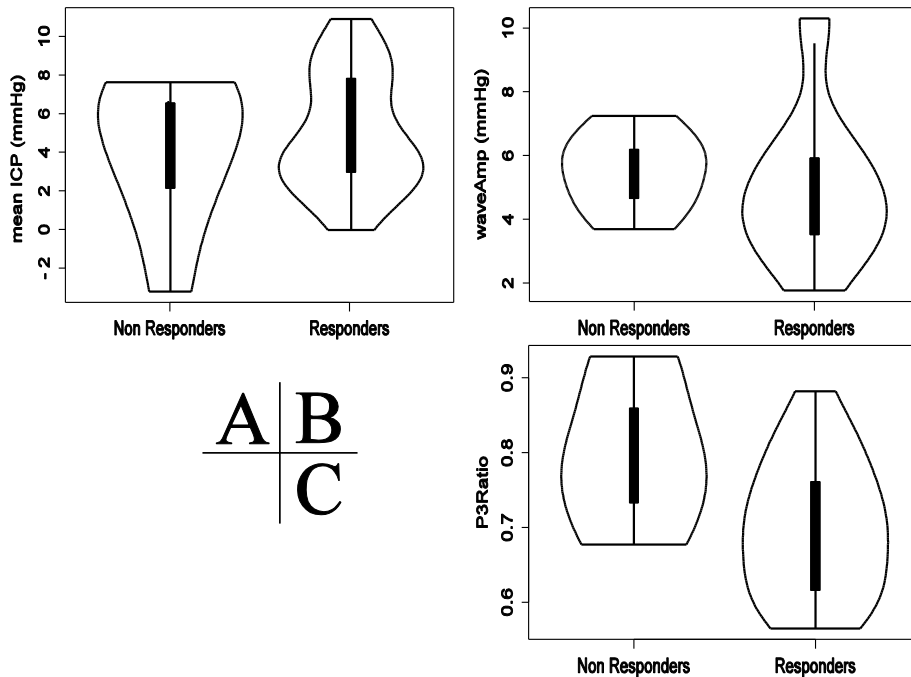 mean ICP (mmHg)
10
8
6
4
2
0
- 2
Non Responders
Responders
waveAmp (mmHg)
10
8
6
4
2
Non Responders
Responders
A
B
C
P3Ratio
0.9
0.8
0.7
0.6
Non Responders
Responders